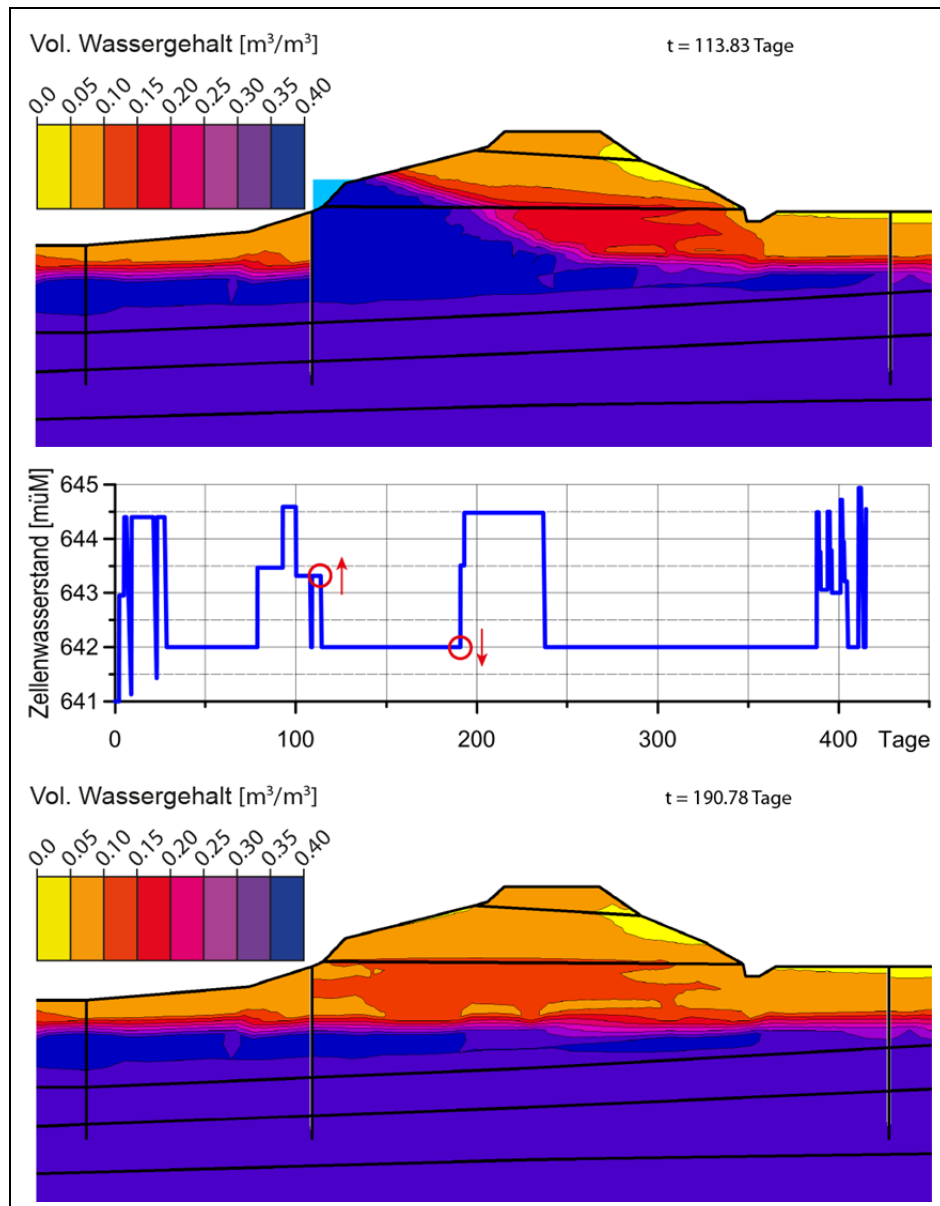 Vol. Wassergehalt [m³/m³]
t = 113.83 Tage
0.0 0.05 0.10 0.15 0.20 0.25 0.30 0.35 0.40
Zellenwasserstand [müM]
645
644
643
642
641
0 100 200 300 400 Tage
Vol. Wassergehalt [m³/m³]
t = 190.78 Tage
0.0 0.05 0.10 0.15 0.20 0.25 0.30 0.35 0.40